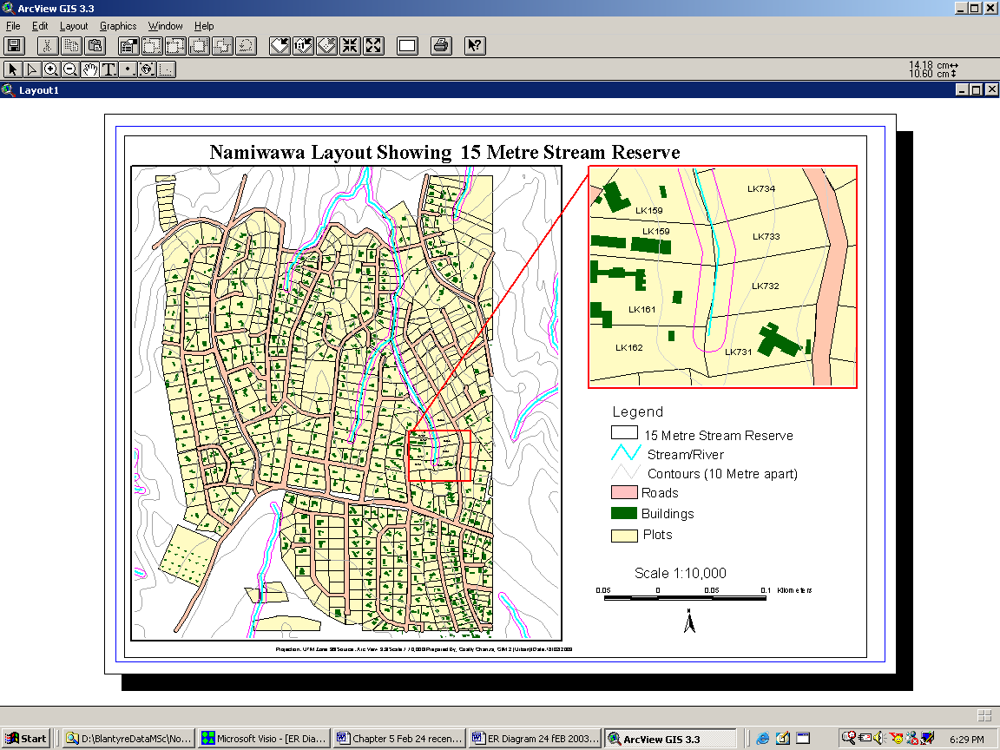 ArcView GIS 3.3
File Edit Layout Graphics Window Help
14.18 cm
10.60 cm
Layout1
Namiwawa Layout Showing 15 Metre Stream Reserve
LK734
LK159
LK159
LK733
LK732
LK161
LK162
LK731
Legend
15 Metre Stream Reserve
Stream/River
Contours (10 Metre apart)
Roads
Buildings
Plots
Scale 1:10,000
0.05 0 0.05 0.1 Kilometers
N
Start D:\BlantyreDataMSc\No... Microsoft Visio - [ER Dia... Chapter 5 Feb 24 recen... ER Diagram 24 fEB 2003... ArcView GIS 3.3 6:29 PM